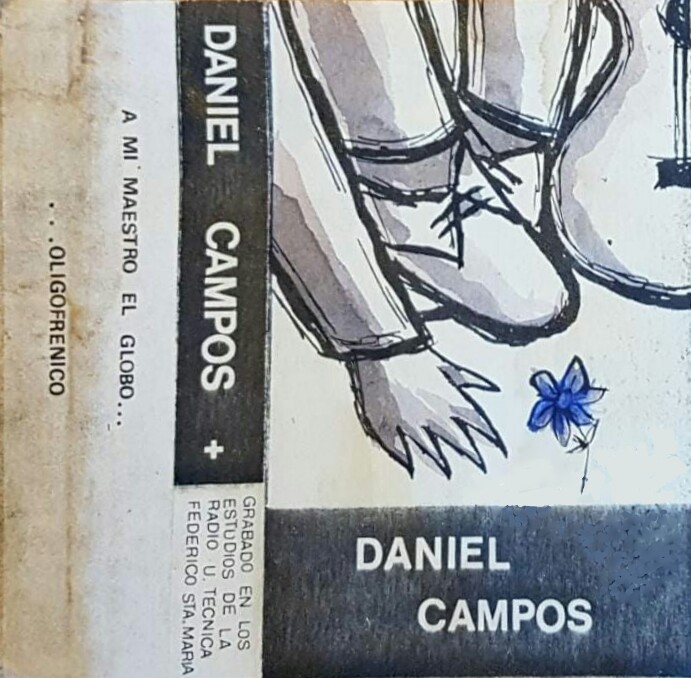 A MI MAESTRO EL GLOBO...
...OLIGOFRENICO
DANIEL CAMPOS +
GRABADO EN LOS
ESTUDIOS DE LA
RADIO U. TECNICA
FEDERICO STA.MARIA
DANIEL
CAMPOS